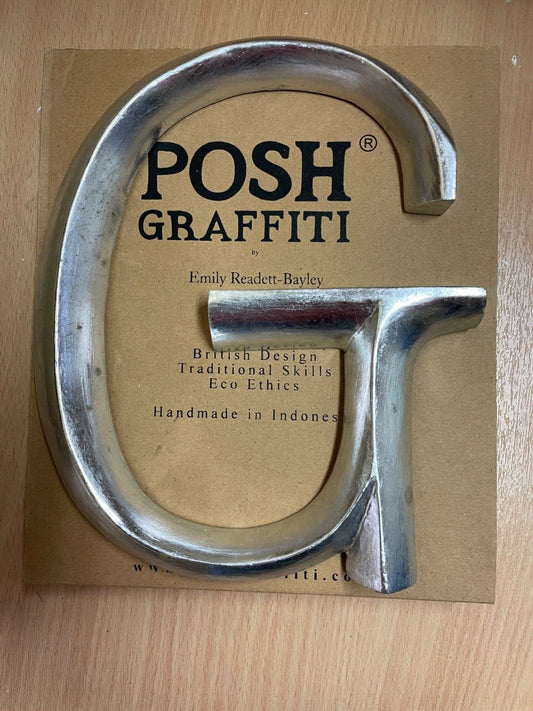 G
POSH ®
GRAFFITI
by
Emily Readett-Bayley
British Design
Traditional Skills
Eco Ethics
Handmade in Indones